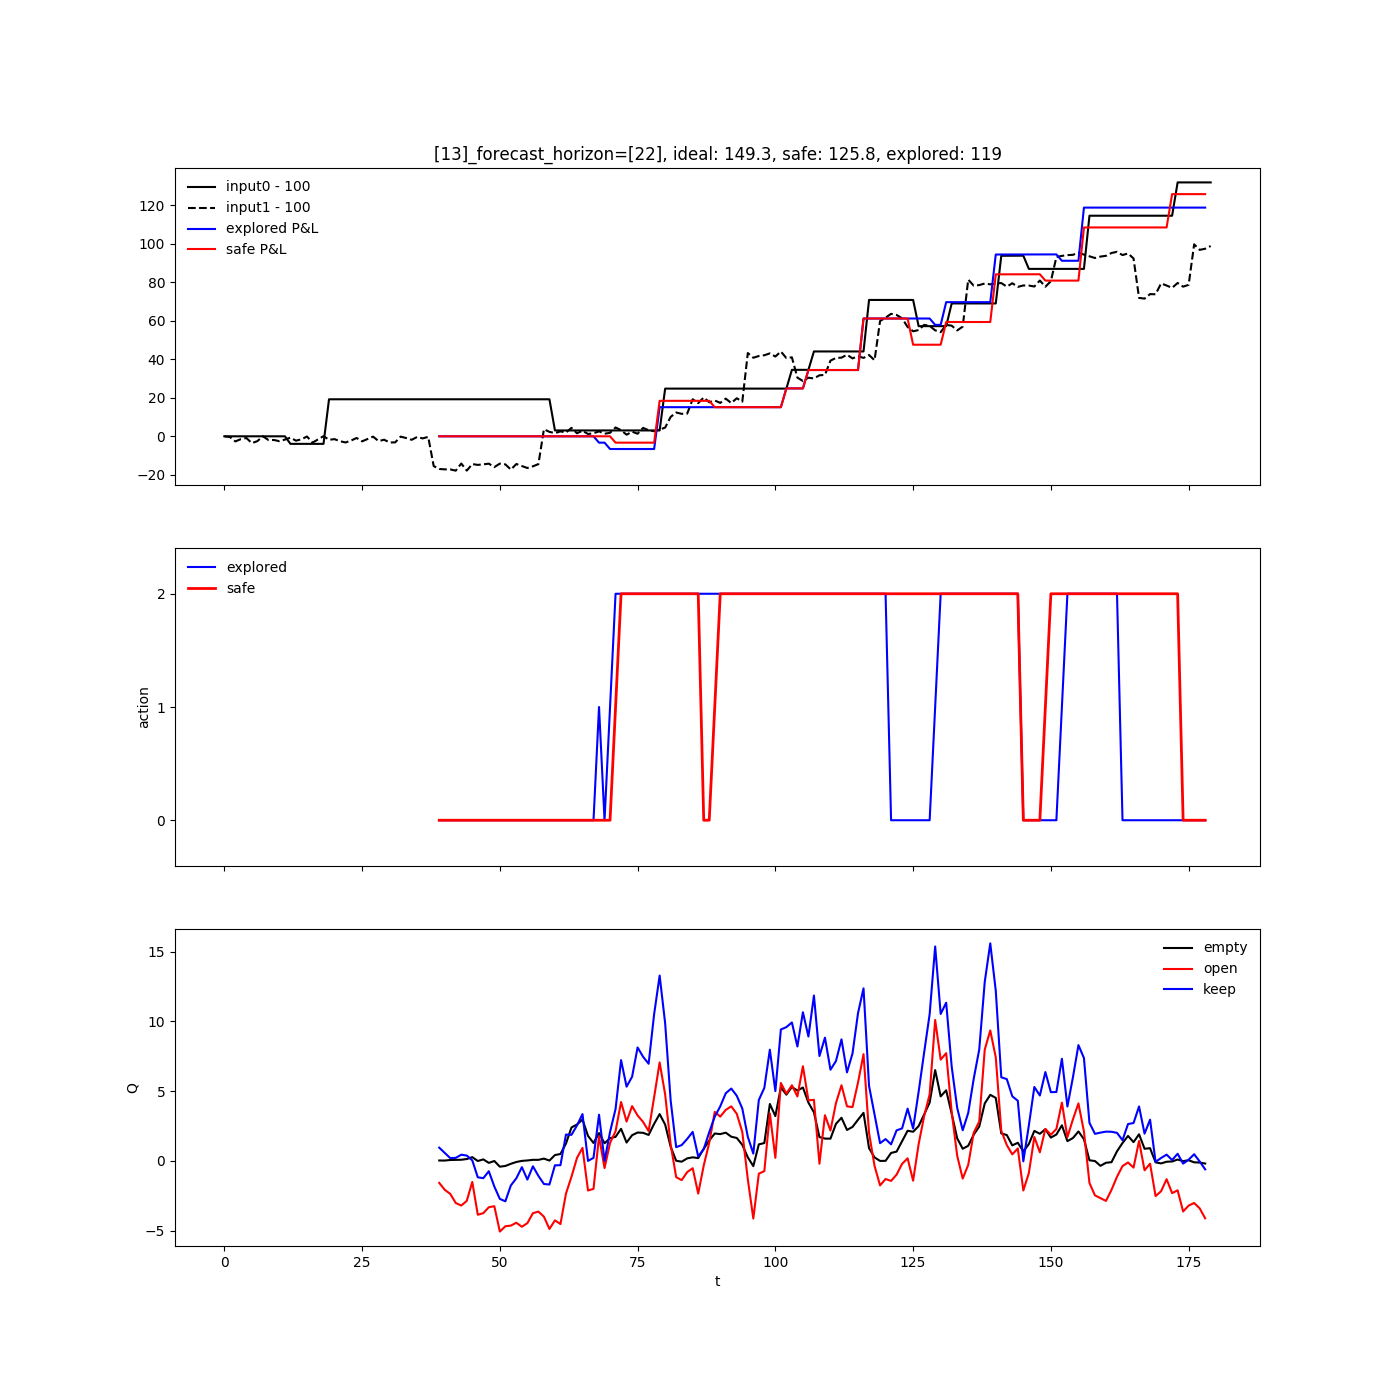 [13]_forecast_horizon=[22], ideal: 149.3, safe: 125.8, explored: 119
input0 - 100
input1 - 100
explored P&L
safe P&L
120
100
80
60
40
20
0
−20
explored
safe
2
1
0
action
empty
open
keep
15
10
5
0
−5
Q
0 25 50 75 100 125 150 175
t